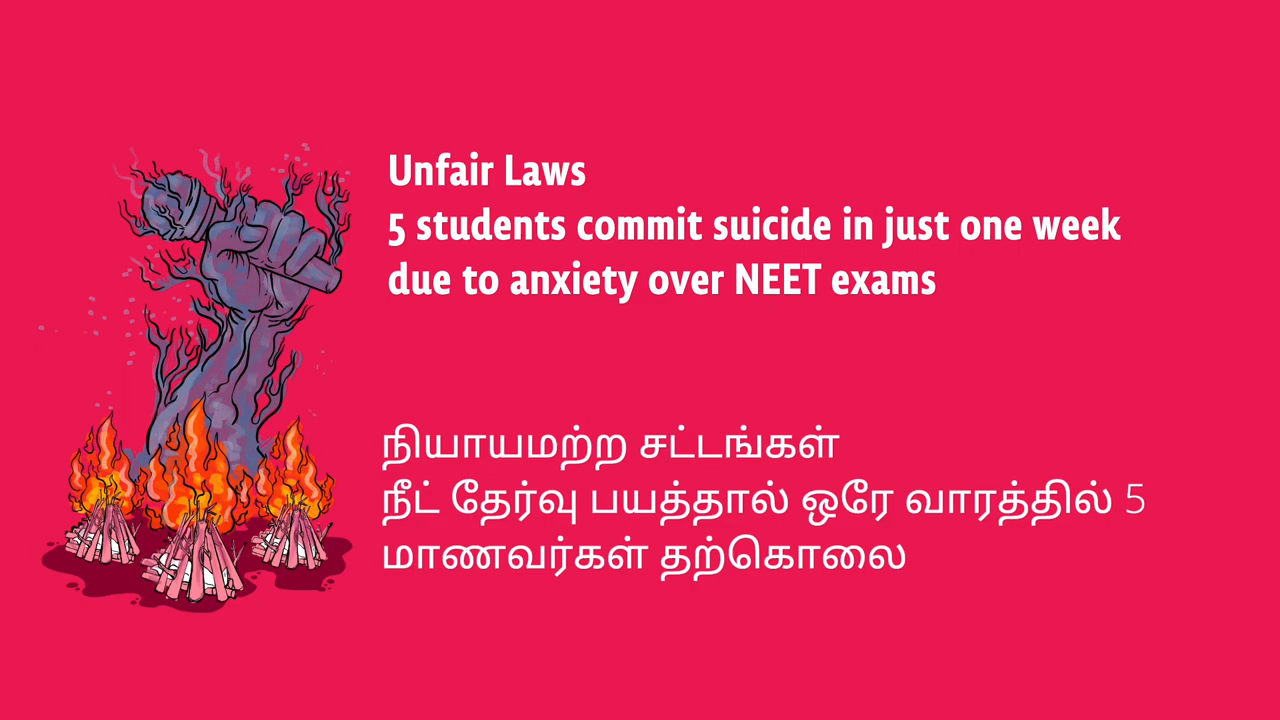 Unfair Laws
5 students commit suicide in just one week
due to anxiety over NEET exams
நியாயமற்ற சட்டங்கள்
நீட் தேர்வு பயத்தால் ஒரே வாரத்தில் 5
மாணவர்கள் தற்கொலை